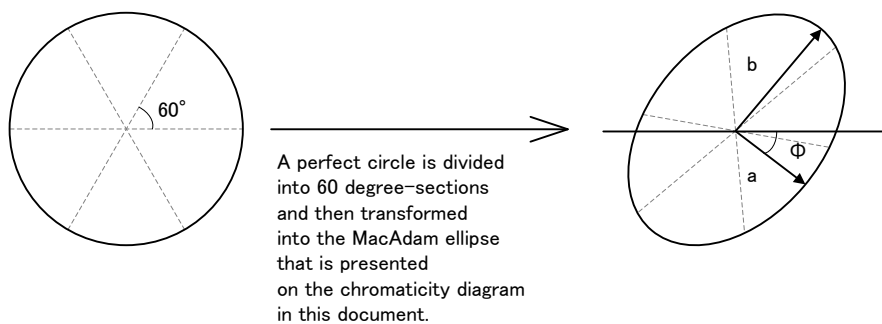 60°
A perfect circle is divided
into 60 degree-sections
and then transformed
into the MacAdam ellipse
that is presented
on the chromaticity diagram
in this document.
b
Φ
a